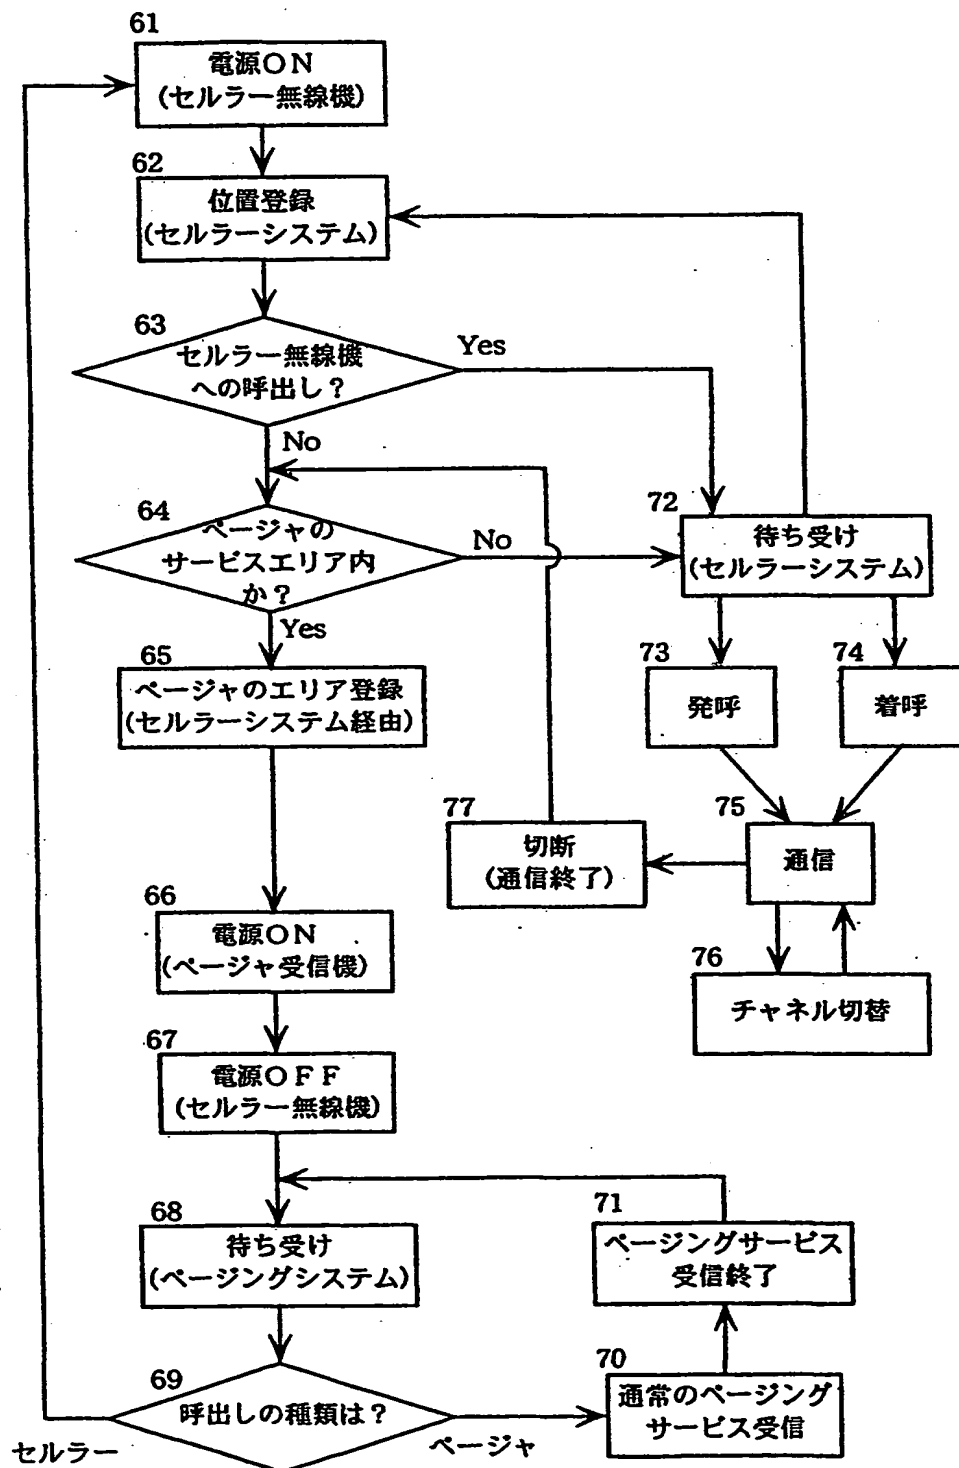 61
電源ON
(セルラー無線機)
62
位置登録
(セルラーシステム)
63
セルラー無線機
への呼出し?
Yes
No
64
ページャの
サービスエリア内
か?
No
Yes
72
待ち受け
(セルラーシステム)
65
ページャのエリア登録
(セルラーシステム経由)
73
発呼
74
着呼
75
通信
77
切断
(通信終了)
76
チャネル切替
66
電源ON
(ページャ受信機)
67
電源OFF
(セルラー無線機)
68
待ち受け
(ページングシステム)
71
ページングサービス
受信終了
69
呼出しの種類は?
70
通常のページング
サービス受信
セルラー
ページャ